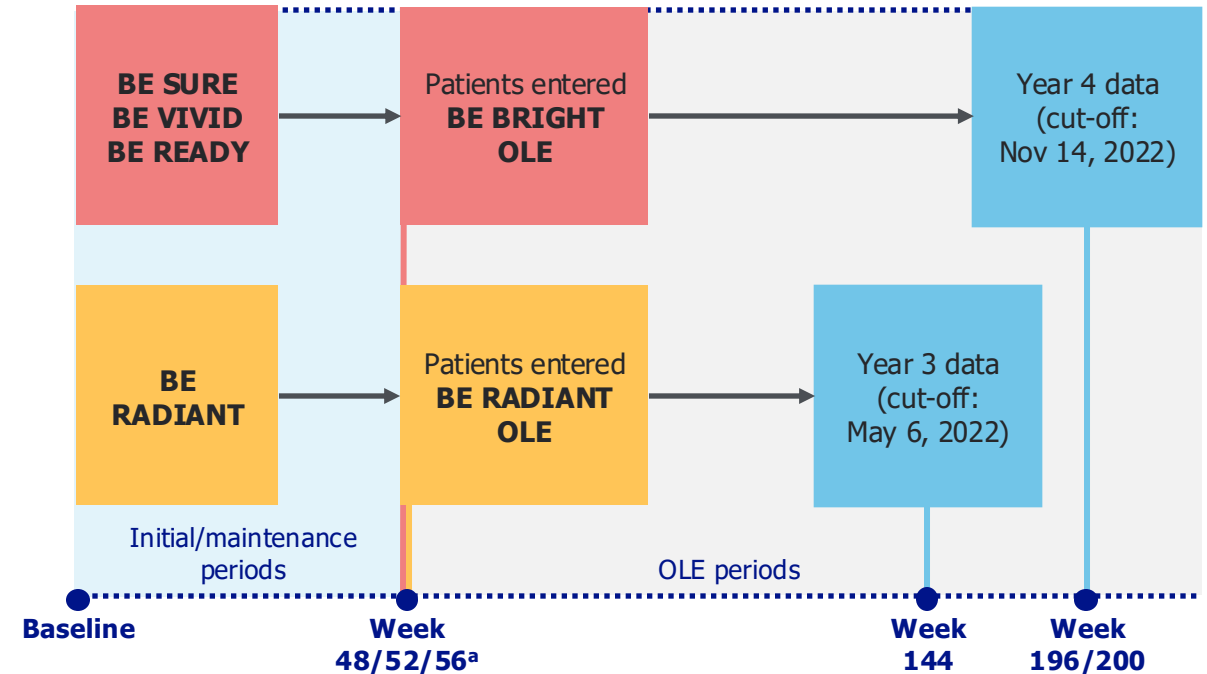 BE SURE
BE VIVID
BE READY
Patients entered
BE BRIGHT
OLE
Year 4 data
(cut-off:
Nov 14, 2022)
BE
RADIANT
Patients entered
BE RADIANT
OLE
Year 3 data
(cut-off:
May 6, 2022)
Initial/maintenance
periods
OLE periods
Baseline
Week
48/52/56ᵃ
Week
144
Week
196/200